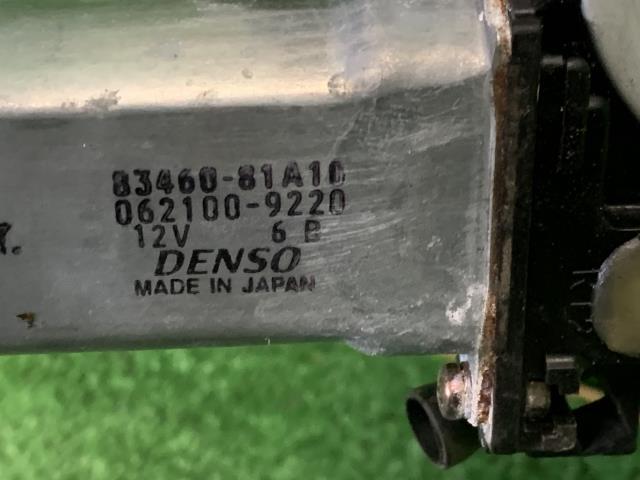 83460-81A10
062100-9220
12V 6 B
DENSO
MADE IN JAPAN